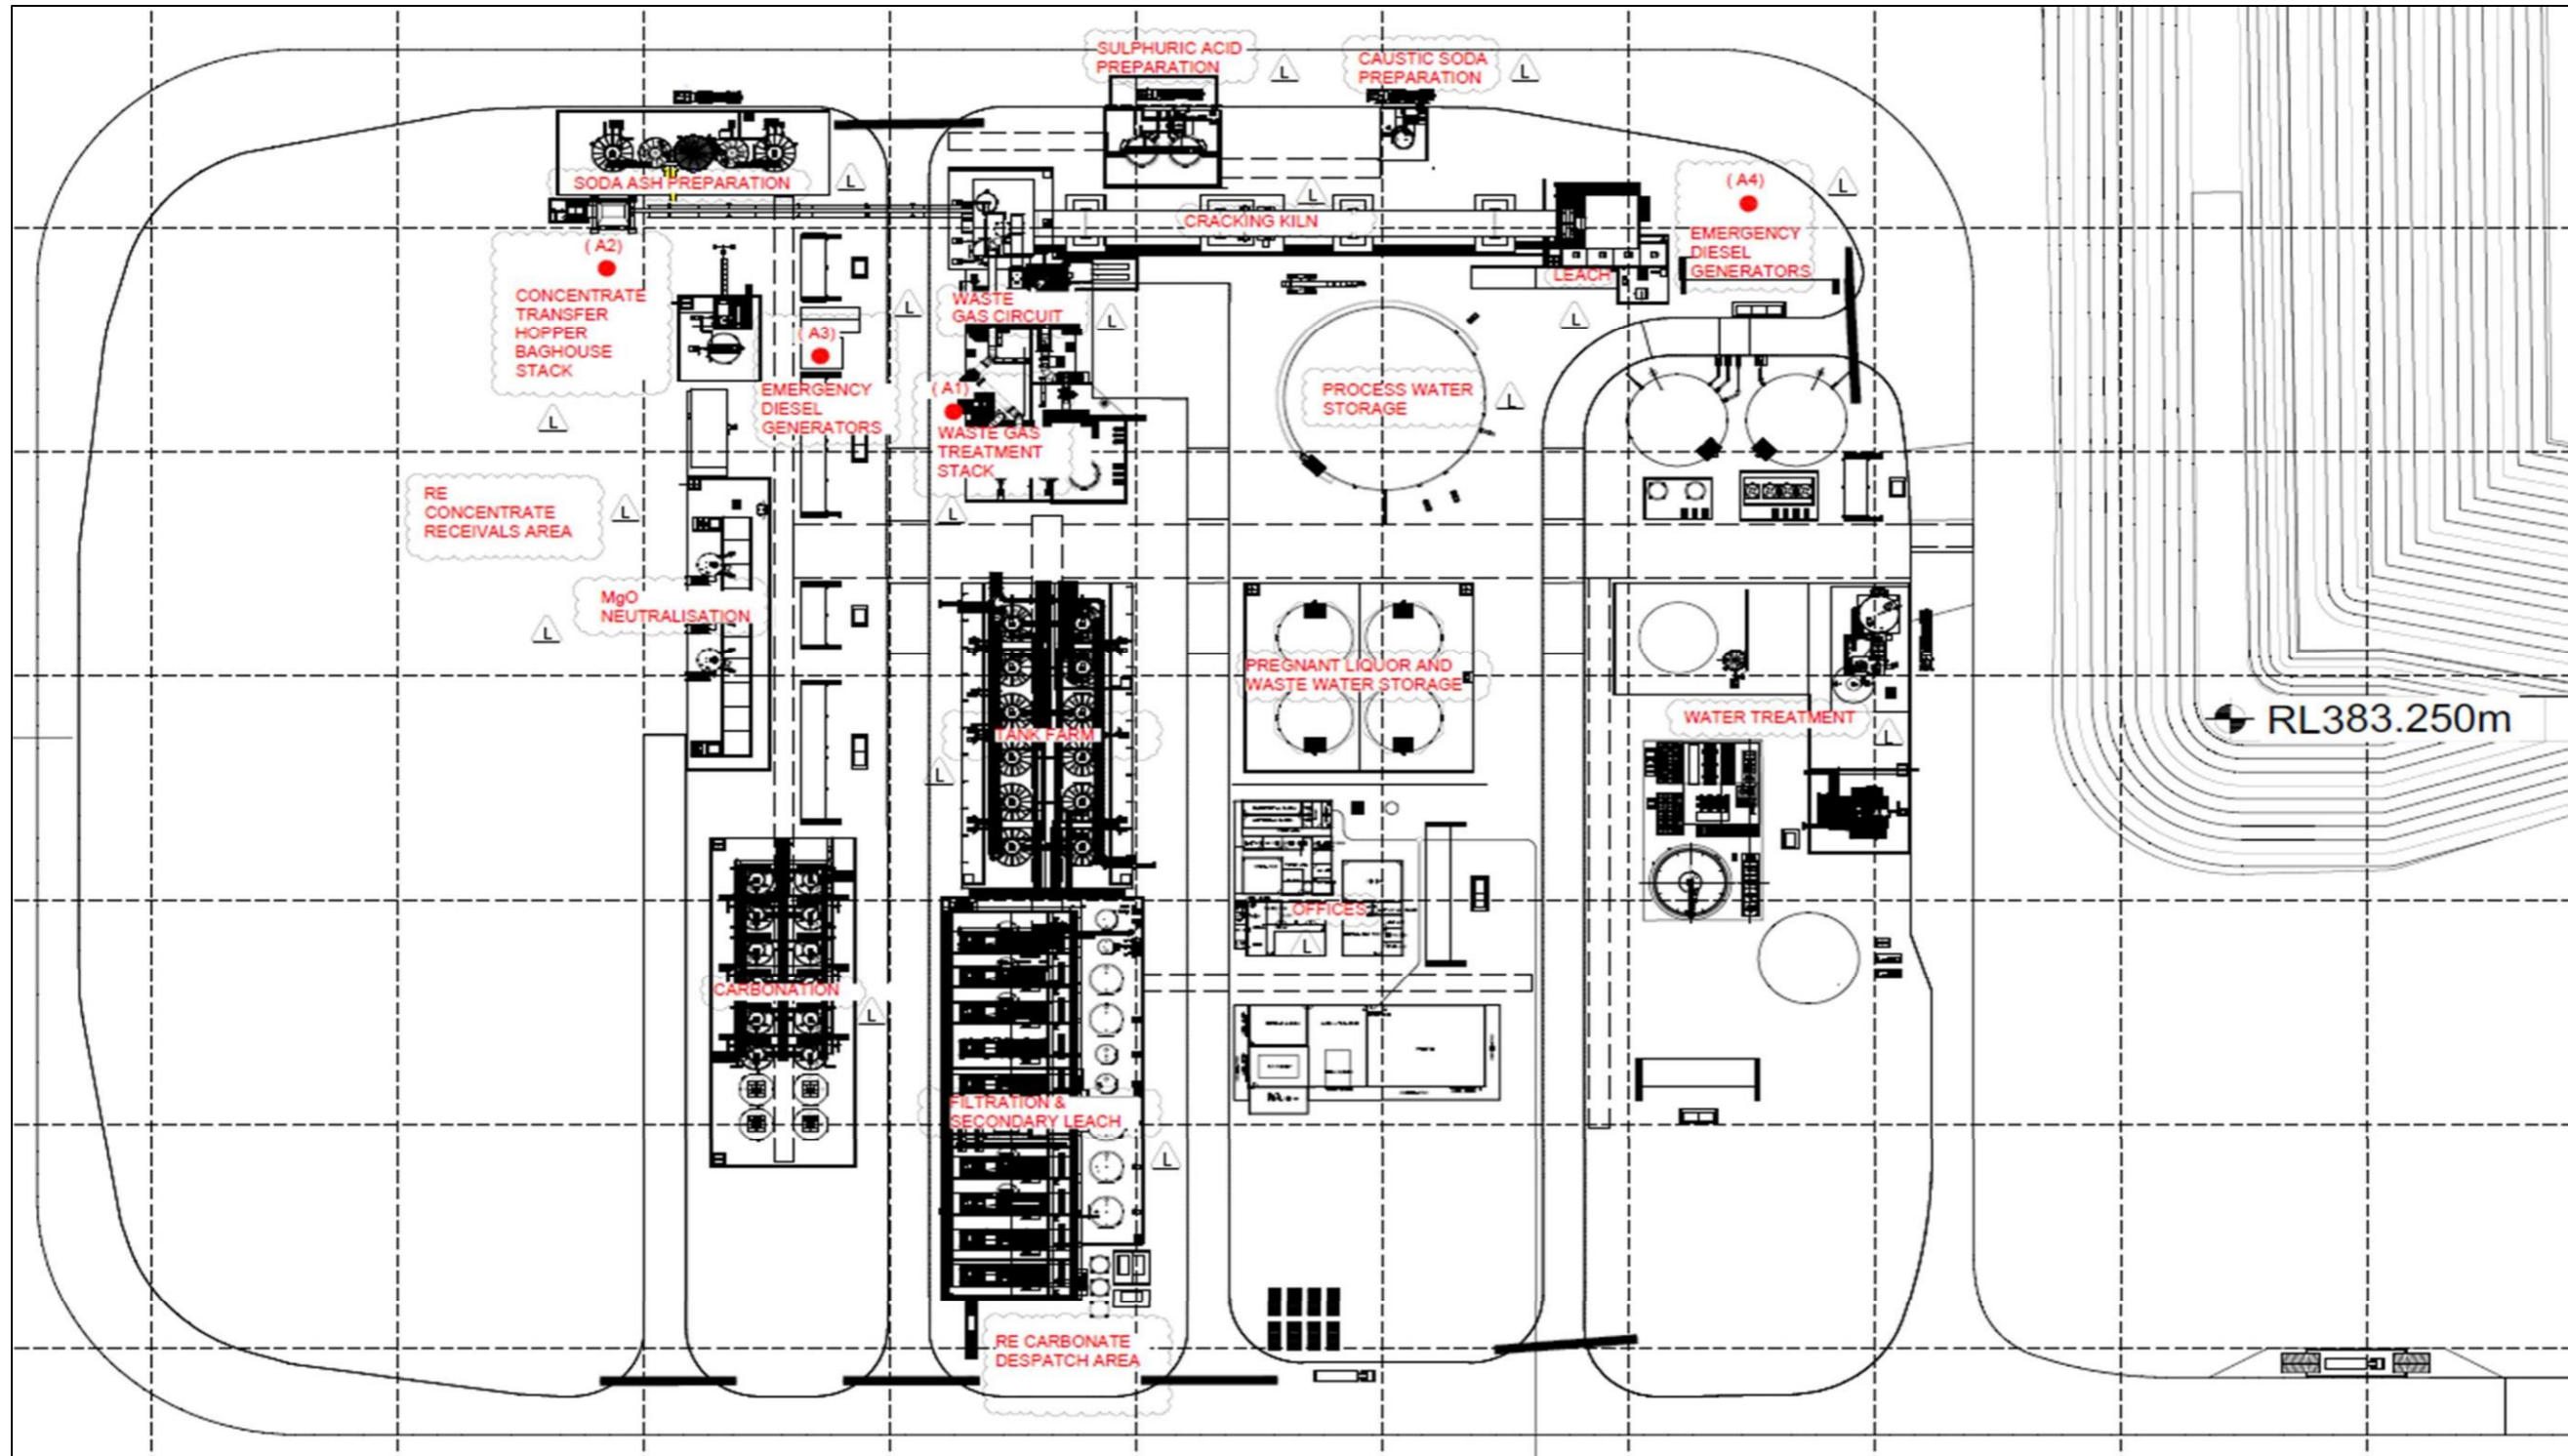 SULPHURIC ACID
PREPARATION
L
CAUSTIC SODA
PREPARATION
L
SODA ASH PREPARATION
L
CRACKING KILN
L
( A4)
EMERGENCY
DIESEL
GENERATORS
L
( A2)
CONCENTRATE
TRANSFER
HOPPER
BAGHOUSE
STACK
L
( A3)
EMERGENCY
DIESEL
GENERATORS
L
WASTE
GAS CIRCUIT
L
LEACH
L
( A1)
WASTE GAS
TREATMENT
STACK
L
PROCESS WATER
STORAGE
L
RE
CONCENTRATE
RECEIVALS AREA
L
MgO
NEUTRALISATION
L
PREGNANT LIQUOR AND
WASTE WATER STORAGE
TANK FARM
L
WATER TREATMENT
L
RL383.250m
OFFICES
L
CARBONATION
L
FILTRATION &
SECONDARY LEACH
L
RE CARBONATE
DESPATCH AREA